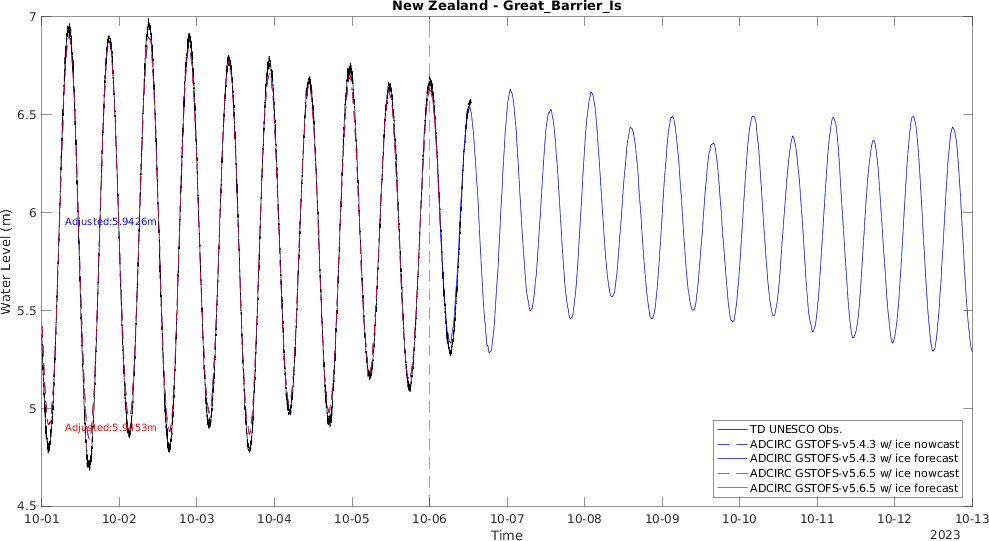 New Zealand - Great_Barrier_Is
7
6.5
6
5.5
5
4.5
Water Level (m)
Adjusted:5.9426m
Adjusted:5.9453m
TD UNESCO Obs.
ADCIRC GSTOFS-v5.4.3 w/ ice nowcast
ADCIRC GSTOFS-v5.4.3 w/ ice forecast
ADCIRC GSTOFS-v5.6.5 w/ ice nowcast
ADCIRC GSTOFS-v5.6.5 w/ ice forecast
10-01 10-02 10-03 10-04 10-05 10-06 10-07 10-08 10-09 10-10 10-11 10-12 10-13
Time
2023